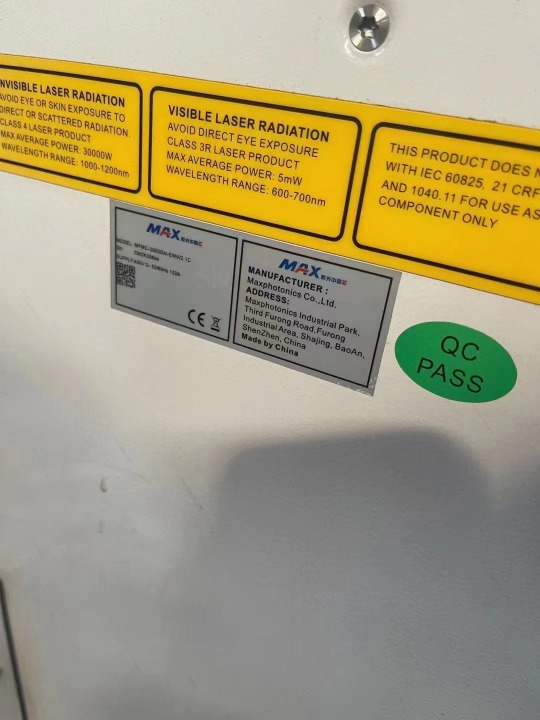 INVISIBLE LASER RADIATION
AVOID EYE OR SKIN EXPOSURE TO
DIRECT OR SCATTERED RADIATION.
CLASS 4 LASER PRODUCT
MAX AVERAGE POWER: 30000W
WAVELENGTH RANGE: 1000-1200nm
VISIBLE LASER RADIATION
AVOID DIRECT EYE EXPOSURE
CLASS 3R LASER PRODUCT
MAX AVERAGE POWER: 5mW
WAVELENGTH RANGE: 600-700nm
THIS PRODUCT DOES N
WITH IEC 60825, 21 CRF
AND 1040.11 FOR USE AS
COMPONENT ONLY
MAX
MODEL:
SN:
CE
MAX
MANUFACTURER :
Maxphotonics Co.,Ltd.
ADDRESS:
Maxphotonics Industrial Park,
Third Furong Road,Furong
Industrial Area, Shajing, BaoAn,
ShenZhen, China
Made by China
QC
PASS